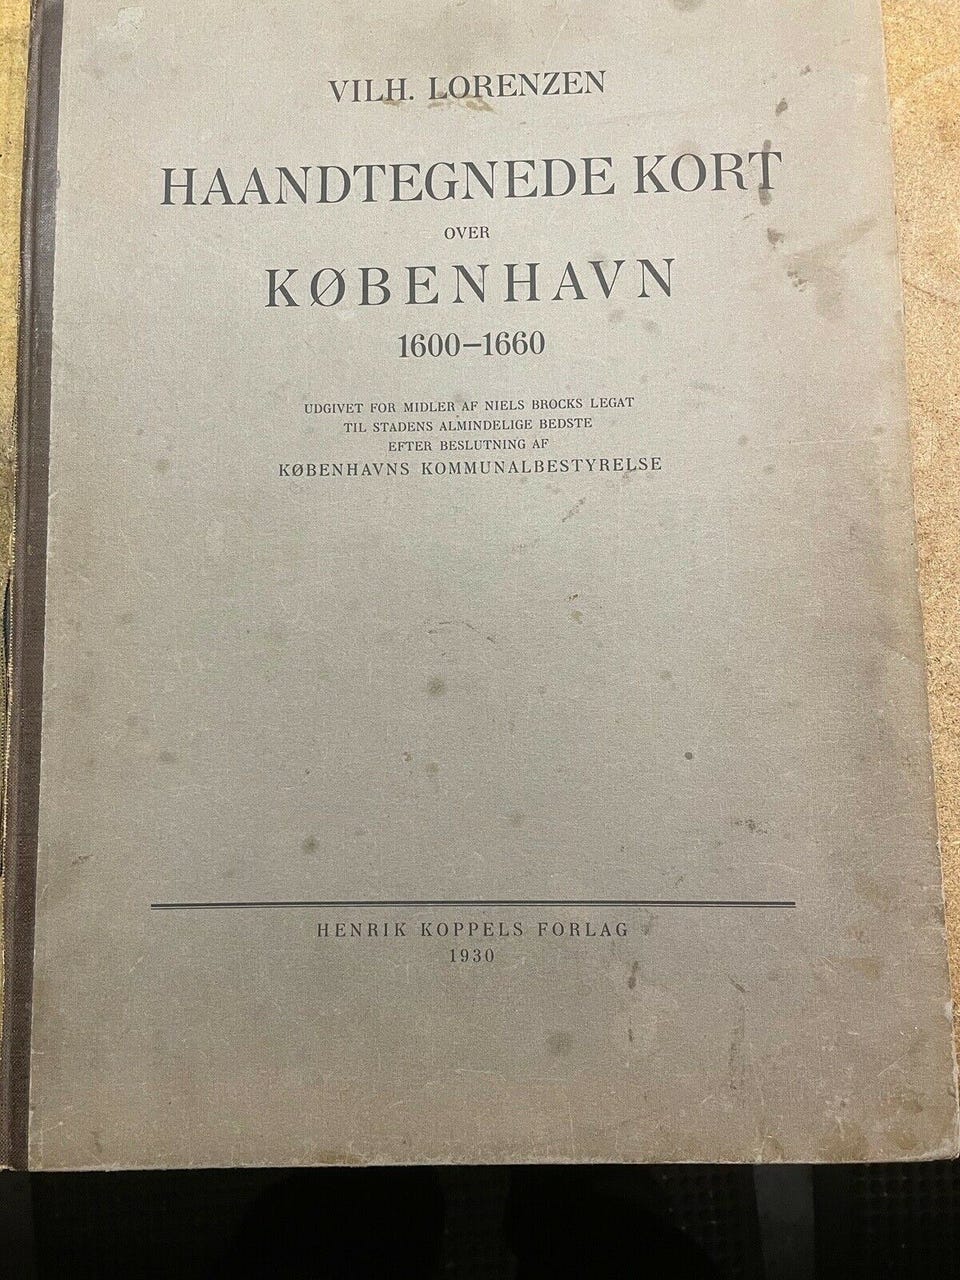 VILH. LORENZEN
HAANDTEGNEDE KORT
OVER
KØBENHAVN
1600–1660
UDGIVET FOR MIDLER AF NIELS BROCKS LEGAT
TIL STADENS ALMINDELIGE BEDSTE
EFTER BESLUTNING AF
KØBENHAVNS KOMMUNALBESTYRELSE
HENRIK KOPPELS FORLAG
1930